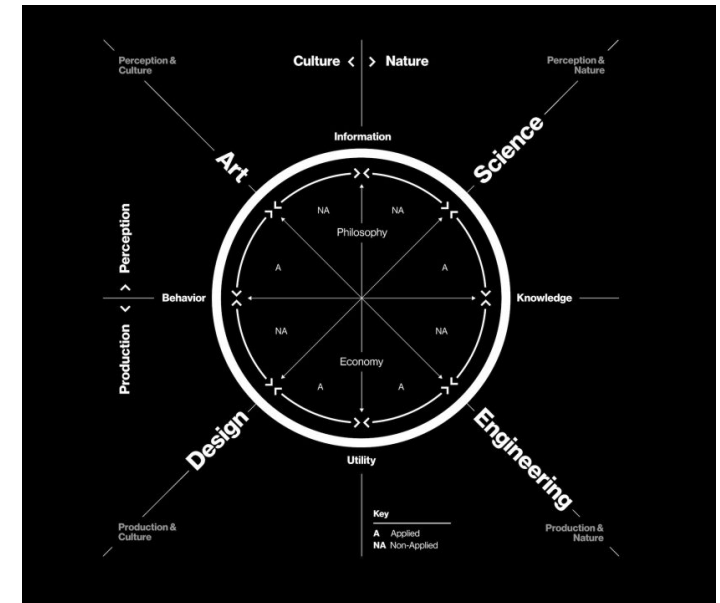 Perception &
Culture
Culture < > Nature
Perception &
Nature
Information
Art
Science
NA
NA
Philosophy
Production < > Perception
A
A
Behavior
Knowledge
NA
NA
Economy
A
A
Design
Engineering
Utility
Production &
Culture
Key
A Applied
NA Non-Applied
Production &
Nature